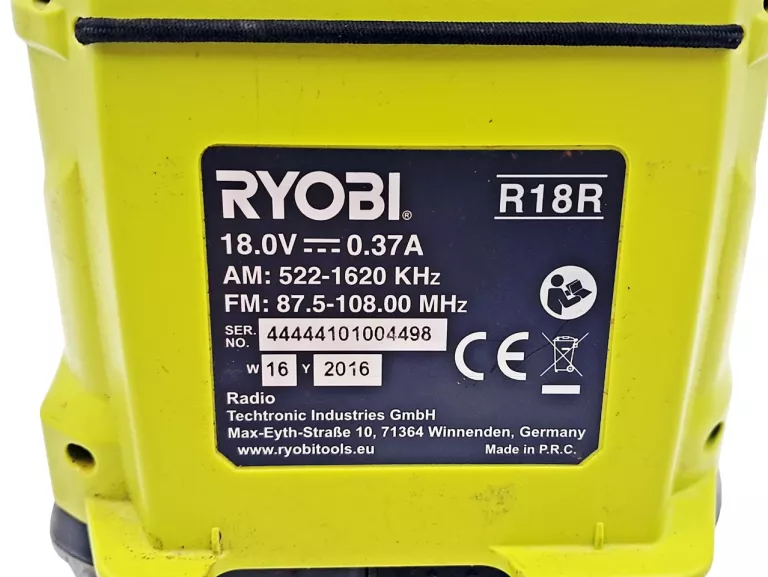 RYOBI®
R18R
18.0V ⎓ 0.37A
AM: 522-1620 KHz
FM: 87.5-108.00 MHz
SER. NO. 44444101004498
W 16 Y 2016
CE
Radio
Techtronic Industries GmbH
Max-Eyth-Straße 10, 71364 Winnenden, Germany
www.ryobitools.eu
Made in P.R.C.